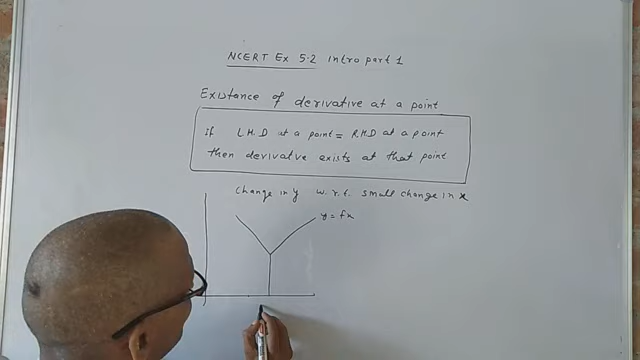 NCERT Ex 5.2 intro part 1
Existance of derivative at a point
if L.H.D at a point = R.H.D at a point
then derivative exists at that point
Change in y w.r.t. small change in x
y = fx